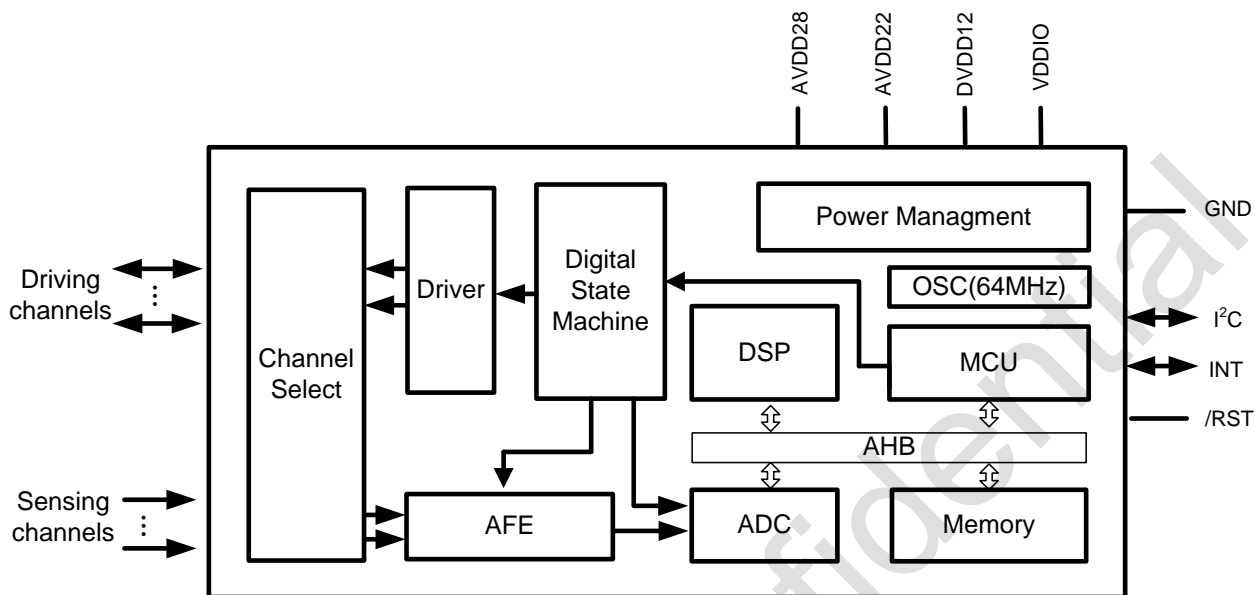 AVDD28
AVDD22
DVDD12
VDDIO
Power Managment
GND
Driving
channels
Channel
Select
Driver
Digital
State
Machine
OSC(64MHz)
DSP
MCU
I²C
INT
/RST
AHB
Sensing
channels
AFE
ADC
Memory
fidential